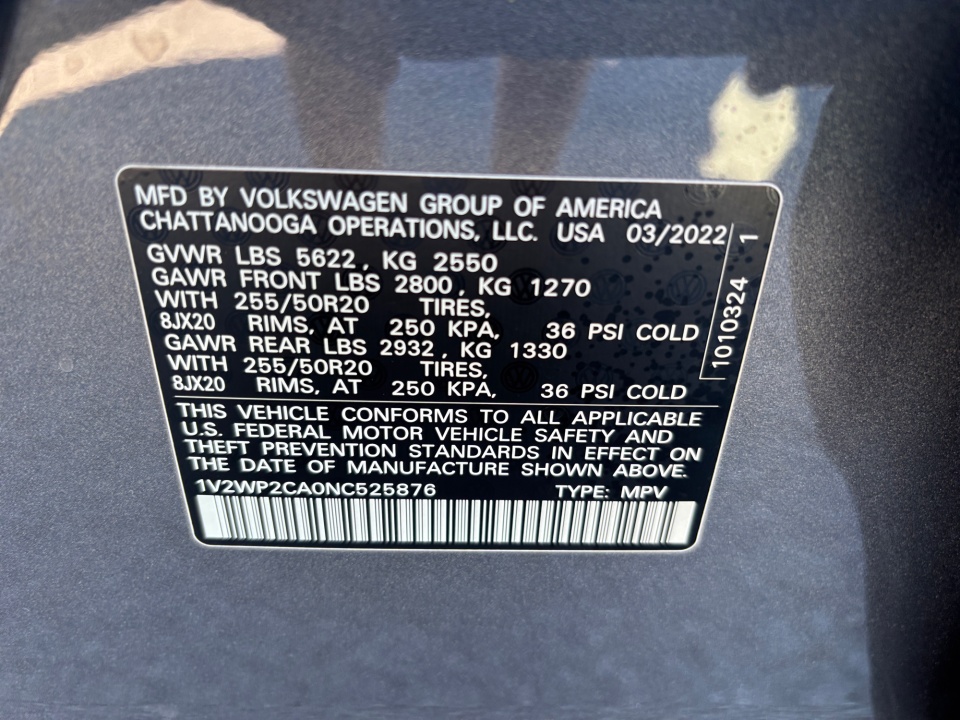 MFD BY VOLKSWAGEN GROUP OF AMERICA
CHATTANOOGA OPERATIONS, LLC. USA 03/2022
GVWR LBS 5622, KG 2550
GAWR FRONT LBS 2800, KG 1270
WITH 255/50R20 TIRES,
8JX20 RIMS, AT 250 KPA, 36 PSI COLD
GAWR REAR LBS 2932, KG 1330
WITH 255/50R20 TIRES,
8JX20 RIMS, AT 250 KPA, 36 PSI COLD
1010324 1
THIS VEHICLE CONFORMS TO ALL APPLICABLE
U.S. FEDERAL MOTOR VEHICLE SAFETY AND
THEFT PREVENTION STANDARDS IN EFFECT ON
THE DATE OF MANUFACTURE SHOWN ABOVE.
1V2WP2CA0NC525876 TYPE: MPV